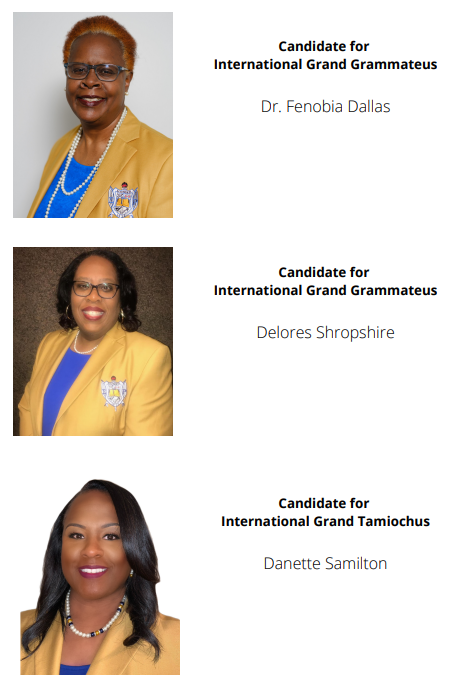 Candidate for
International Grand Grammateus
Dr. Fenobia Dallas
Candidate for
International Grand Grammateus
Delores Shropshire
Candidate for
International Grand Tamiochus
Danette Samilton